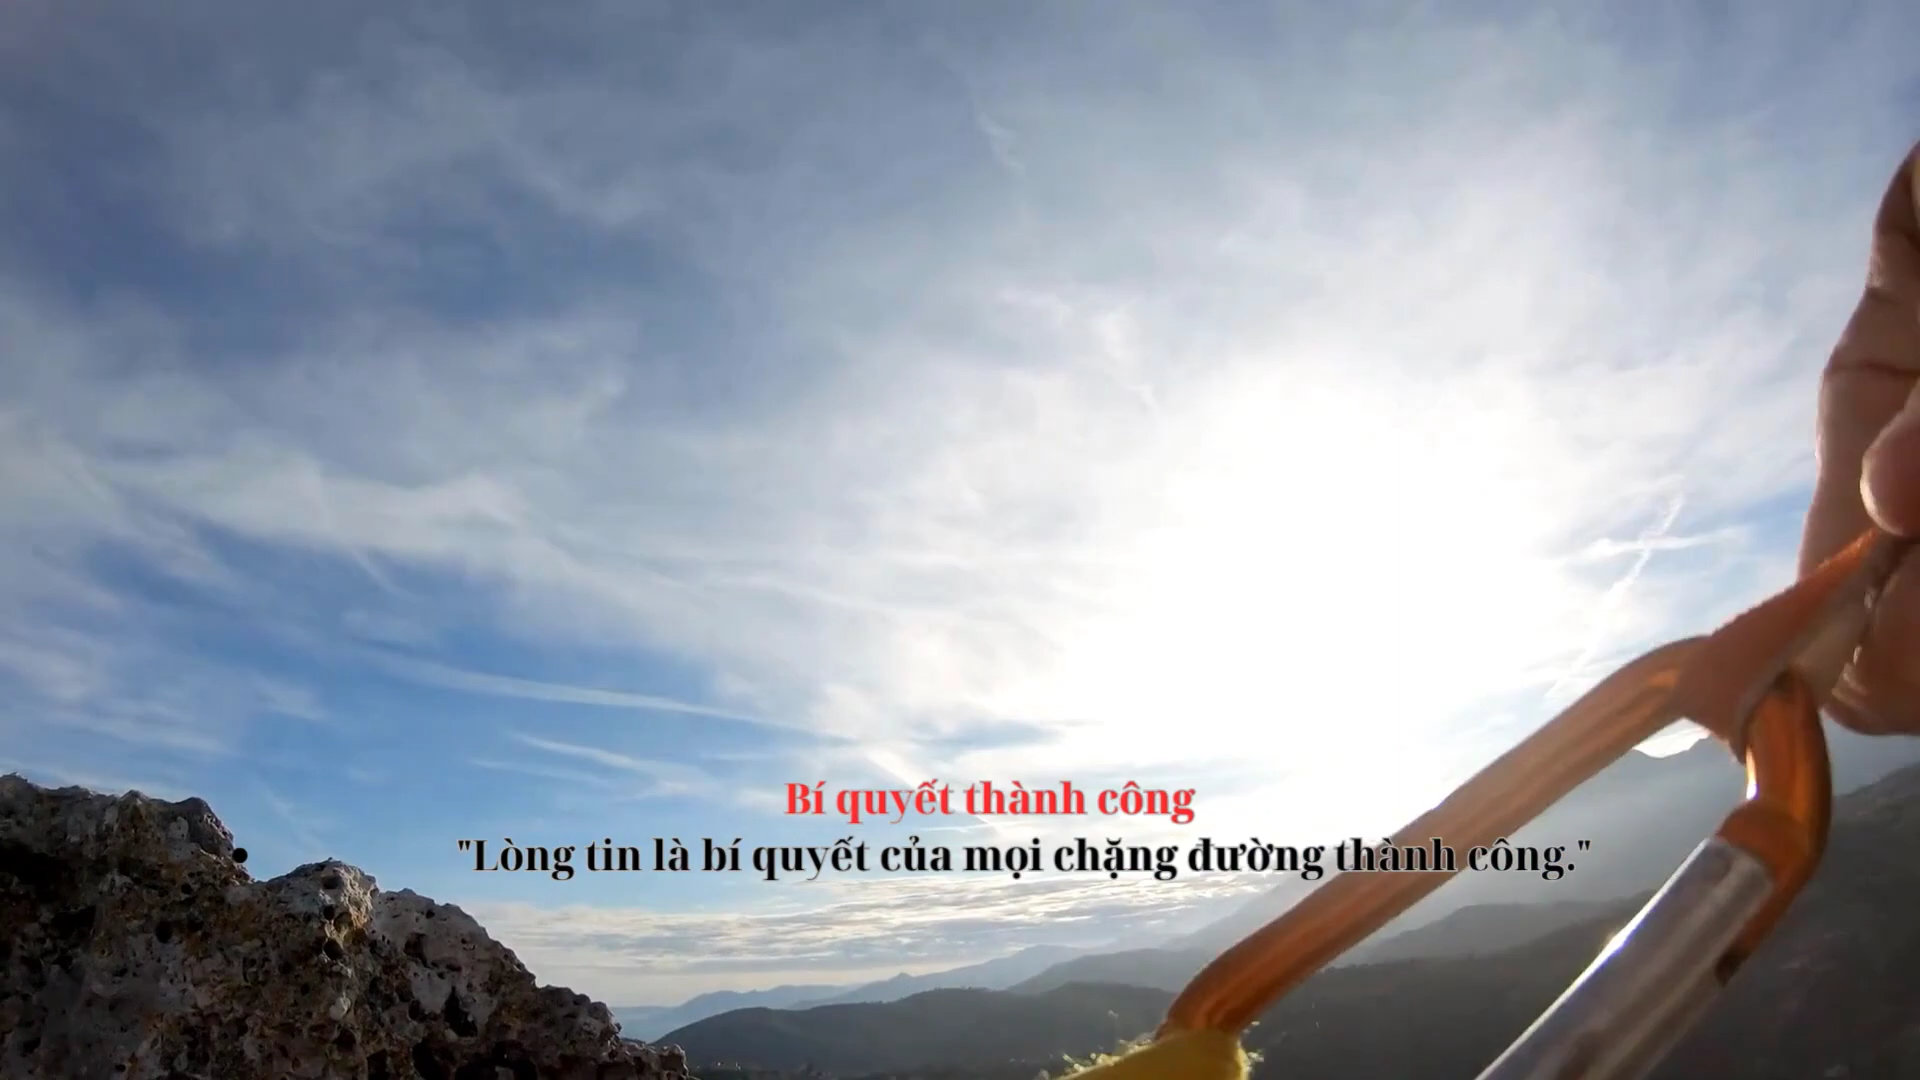 Bí quyết thành công
"Lòng tin là bí quyết của mọi chặng đường thành công."